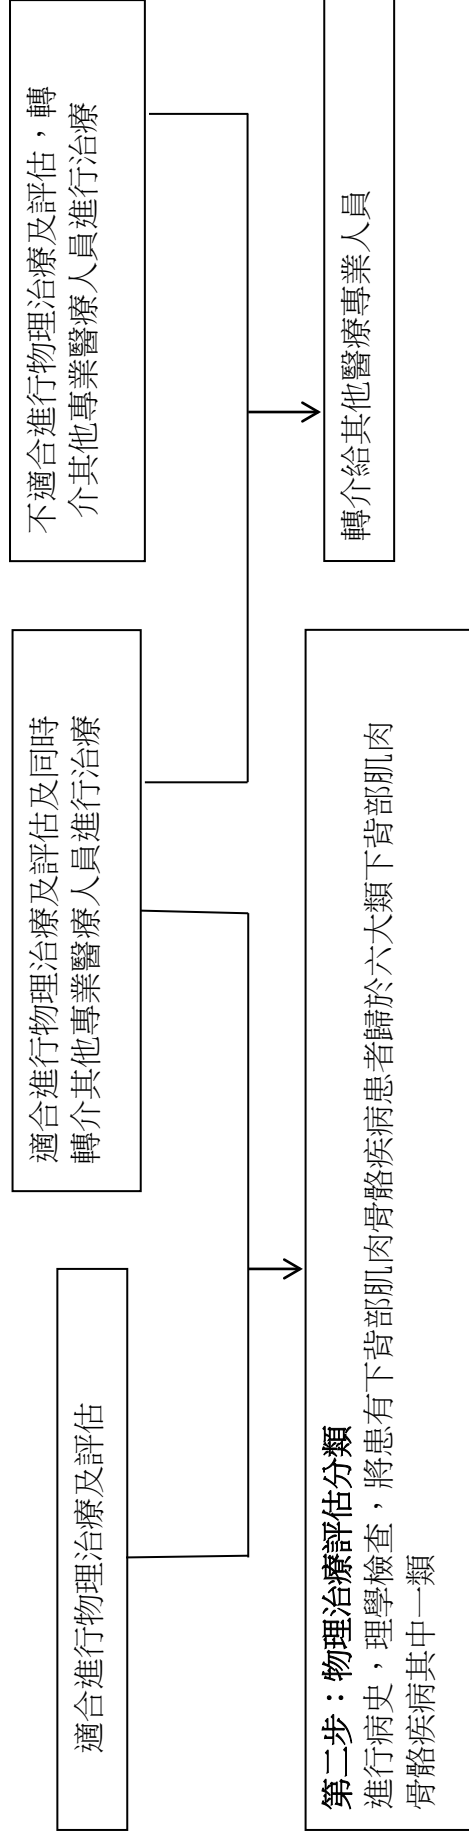 適合進行物理治療及評估
適合進行物理治療及評估及同時
轉介其他專業醫療人員進行治療
不適合進行物理治療及評估，轉
介其他專業醫療人員進行治療
第二步：物理治療評估分類
進行病史，理學檢查，將患有下背部肌肉骨骼疾病患者歸於六大類下背部肌肉
骨骼疾病其中一類
轉介給其他醫療專業人員